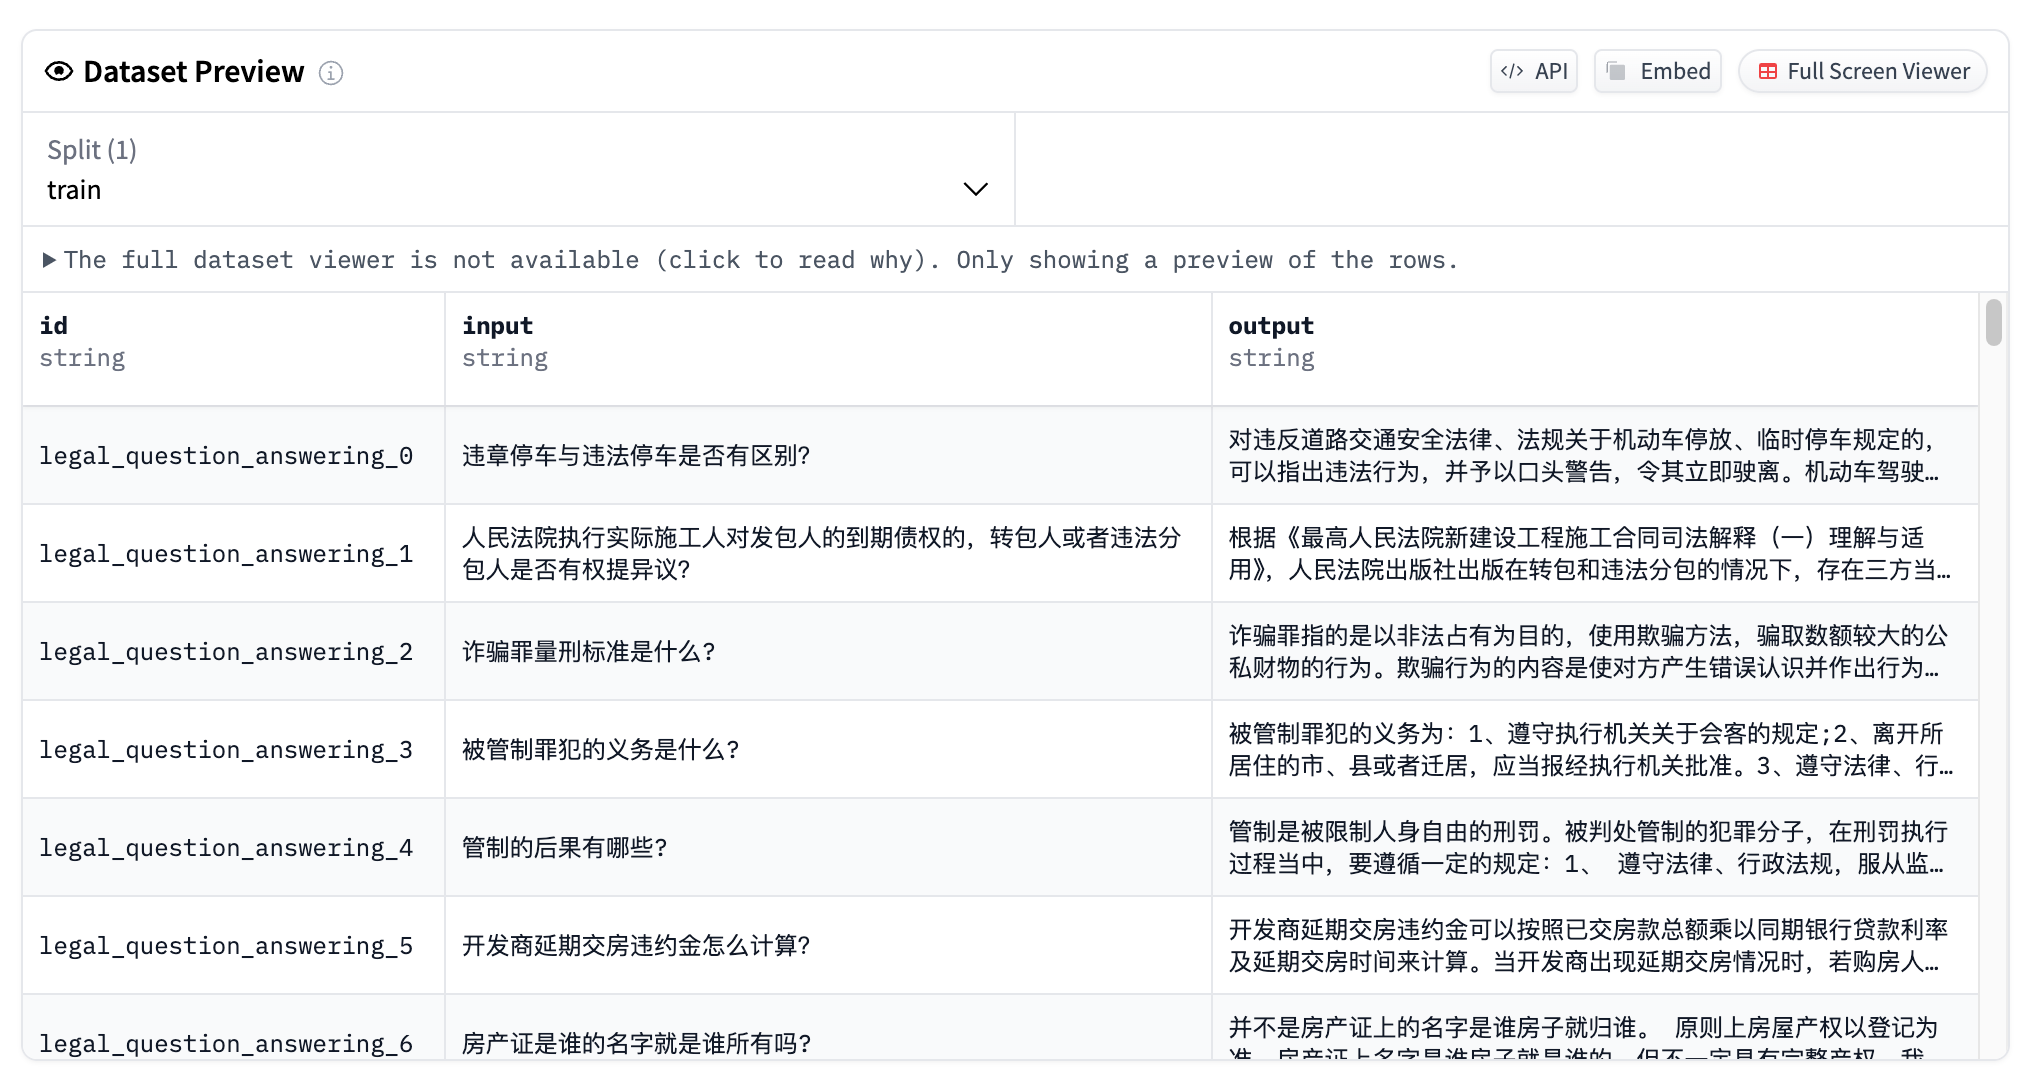 Dataset Preview
API
Embed
Full Screen Viewer
Split (1)
train
The full dataset viewer is not available (click to read why). Only showing a preview of the rows.
id
string
input
string
output
string
legal_question_answering_0
违章停车与违法停车是否有区别?
对违反道路交通安全法律、法规关于机动车停放、临时停车规定的,
可以指出违法行为,并予以口头警告,令其立即驶离。机动车驾驶…
legal_question_answering_1
人民法院执行实际施工人对发包人的到期债权的,转包人或者违法分
包人是否有权提异议?
根据《最高人民法院新建设工程施工合同司法解释(一)理解与适
用》,人民法院出版社出版在转包和违法分包的情况下,存在三方当…
legal_question_answering_2
诈骗罪量刑标准是什么?
诈骗罪指的是以非法占有为目的,使用欺骗方法,骗取数额较大的公
私财物的行为。欺骗行为的内容是使对方产生错误认识并作出行为…
legal_question_answering_3
被管制罪犯的义务是什么?
被管制罪犯的义务为：1、遵守执行机关关于会客的规定;2、离开所
居住的市、县或者迁居,应当报经执行机关批准。3、遵守法律、行…
legal_question_answering_4
管制的后果有哪些?
管制是被限制人身自由的刑罚。被判处管制的犯罪分子,在刑罚执行
过程当中,要遵循一定的规定：1、 遵守法律、行政法规,服从监…
legal_question_answering_5
开发商延期交房违约金怎么计算?
开发商延期交房违约金可以按照已交房款总额乘以同期银行贷款利率
及延期交房时间来计算。当开发商出现延期交房情况时,若购房人…
legal_question_answering_6
房产证是谁的名字就是谁所有吗?
并不是房产证上的名字是谁房子就归谁。 原则上房屋产权以登记为
准,房产证上名字是谁房子就是谁的,但不一定具有完整产权。我